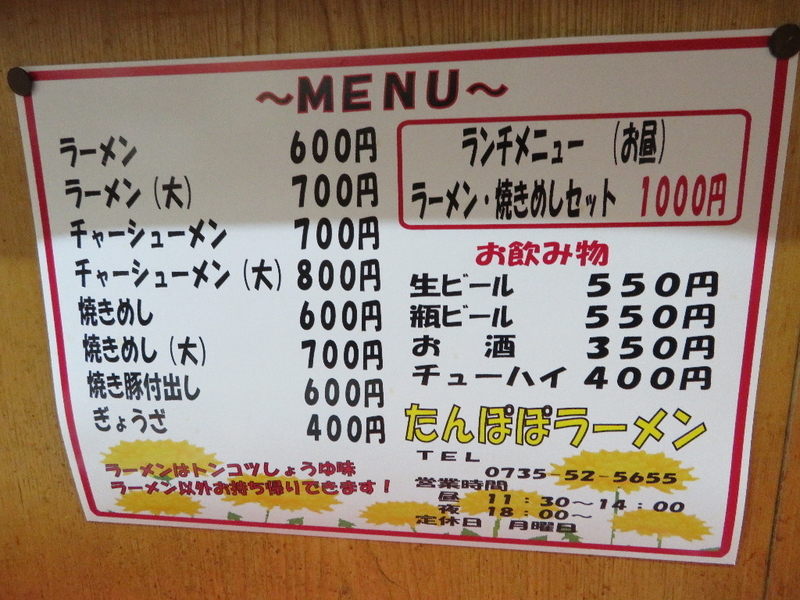 ～MENU～
ラーメン 600円
ラーメン（大） 700円
チャーシューメン 700円
チャーシューメン（大） 800円
焼きめし 600円
焼きめし（大） 700円
焼き豚付出し 600円
ぎょうざ 400円
ラーメンはトンコツしょうゆ味
ラーメン以外お持ち帰りできます！
ランチメニュー （お昼）
ラーメン・焼きめしセット 1000円
お飲み物
生ビール 550円
瓶ビール 550円
お 酒 350円
チューハイ 400円
たんぽぽラーメン
TEL
0735-52-5655
営業時間
昼 11：30～14：00
夜 18：00～
定休日 月曜日